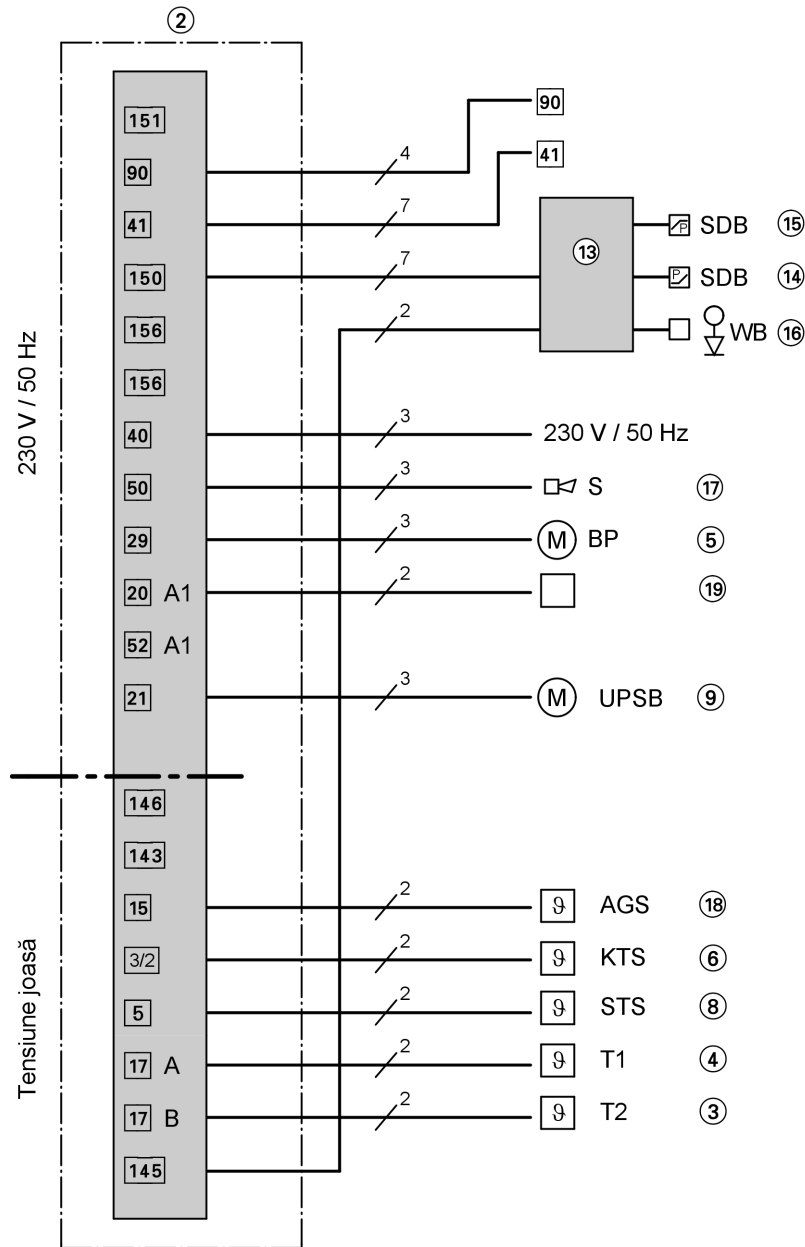 2
151
90
41
150
156
156
40
50
29
20 A1
52 A1
21
146
143
15
3/2
5
17 A
17 B
145
230 V / 50 Hz
Tensiune joasă
4 90
7 41
7
2
13
P SDB 15
P SDB 14
WB 16
3 230 V / 50 Hz
3 S 17
3 M BP 5
2 19
3 M UPSB 9
2 ϑ AGS 18
2 ϑ KTS 6
2 ϑ STS 8
2 ϑ T1 4
2 ϑ T2 3